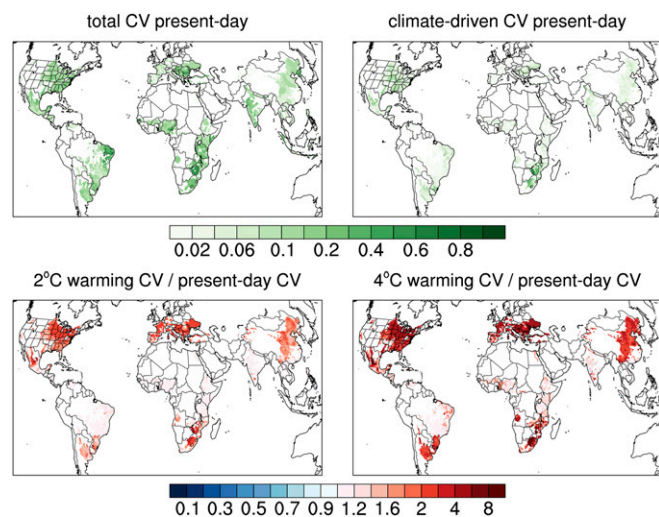 total CV present-day
climate-driven CV present-day
0.02 0.06 0.1 0.2 0.4 0.6 0.8
2°C warming CV / present-day CV
4°C warming CV / present-day CV
0.1 0.3 0.5 0.7 0.9 1.2 1.6 2 4 8